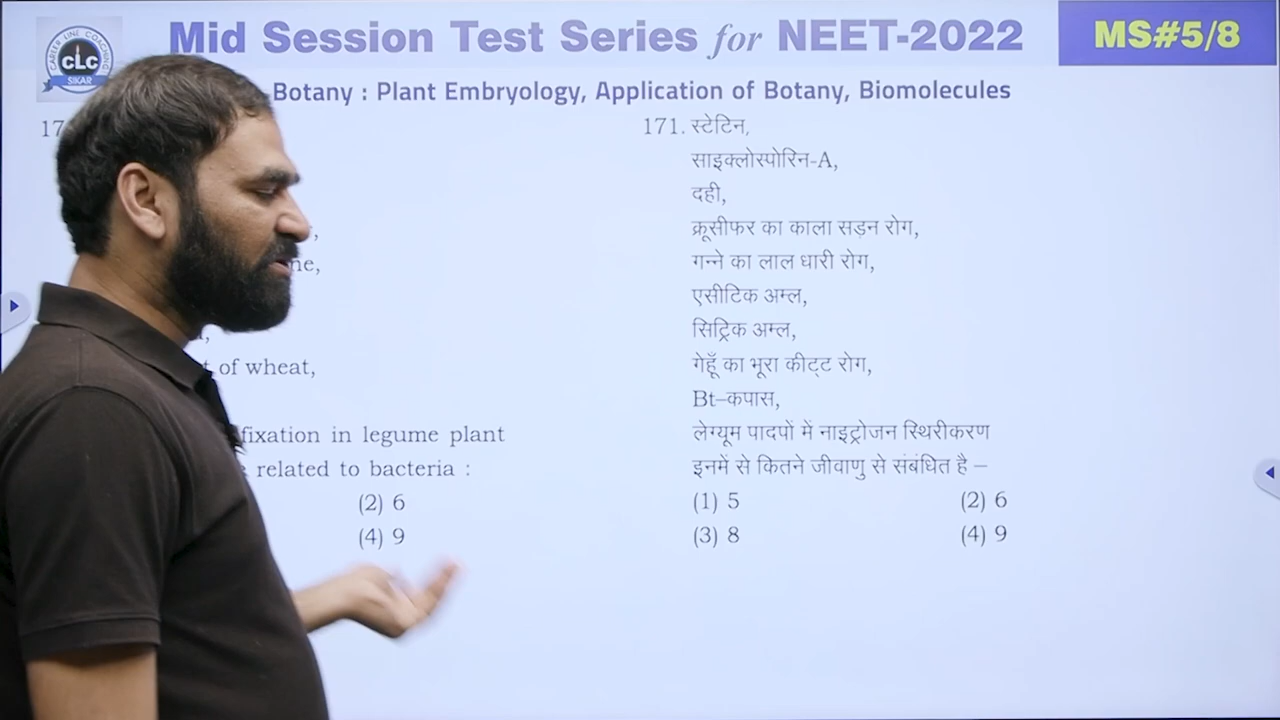 CAREER LINE COACHING
CLC
SIKAR
Mid Session Test Series for NEET-2022
MS#5/8
Botany : Plant Embryology, Application of Botany, Biomolecules
of wheat,
fixation in legume plant
related to bacteria :
(2) 6
(4) 9
171. स्टेटिन,
साइक्लोस्पोरिन-A,
दही,
क्रूसीफर का काला सड़न रोग,
गन्ने का लाल धारी रोग,
एसीटिक अम्ल,
सिट्रिक अम्ल,
गेहूँ का भूरा कीट्ट रोग,
Bt–कपास,
लेग्यूम पादपों में नाइट्रोजन स्थिरीकरण
इनमें से कितने जीवाणु से संबंधित है –
(1) 5 (2) 6
(3) 8 (4) 9